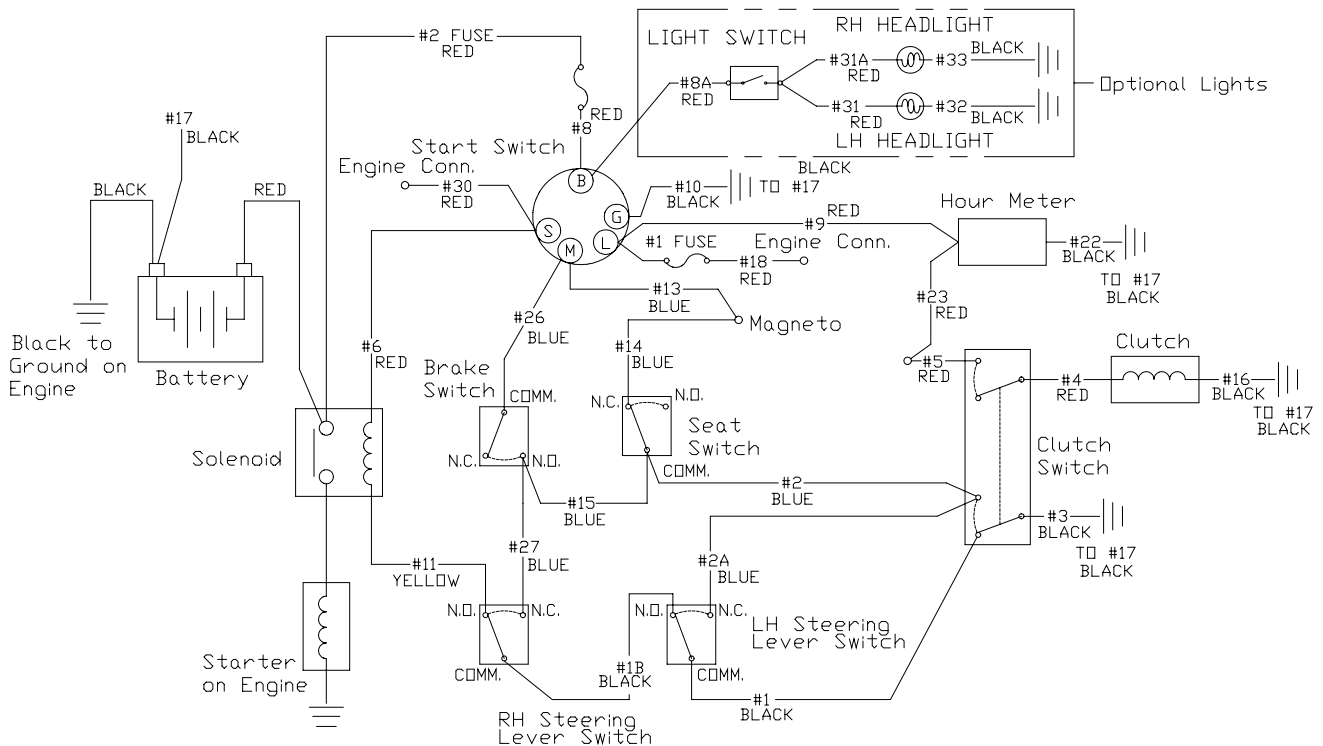 #2 FUSE
RED
RH HEADLIGHT
LIGHT SWITCH
BLACK
#31A
#33
RED
#8A
RED
Optional Lights
#31
#32
RED
BLACK
LH HEADLIGHT
#17
BLACK
RED
#8
Start Switch
Engine Conn.
#30
RED
B
BLACK
#10
TO #17
BLACK
BLACK
RED
G
S
L
M
RED
#9
Hour Meter
#1 FUSE
Engine Conn.
#18
RED
#22
BLACK
TO #17
BLACK
#13
BLUE
#23
RED
#26
BLUE
Magneto
Black to
Ground on
Engine
Battery
#6
RED
#14
BLUE
Brake
Switch
COMM.
N.C.
N.O.
#5
RED
Clutch
#4
RED
#16
BLACK
TO #17
BLACK
Seat
Switch
Solenoid
N.C.
N.O.
COMM.
Clutch
Switch
#2
BLUE
#15
BLUE
#3
BLACK
TO #17
BLACK
#27
BLUE
#2A
BLUE
#11
YELLOW
N.O.
N.C.
N.O.
N.C.
LH Steering
Lever Switch
Starter
on Engine
COMM.
#1B
BLACK
COMM.
#1
BLACK
RH Steering
Lever Switch